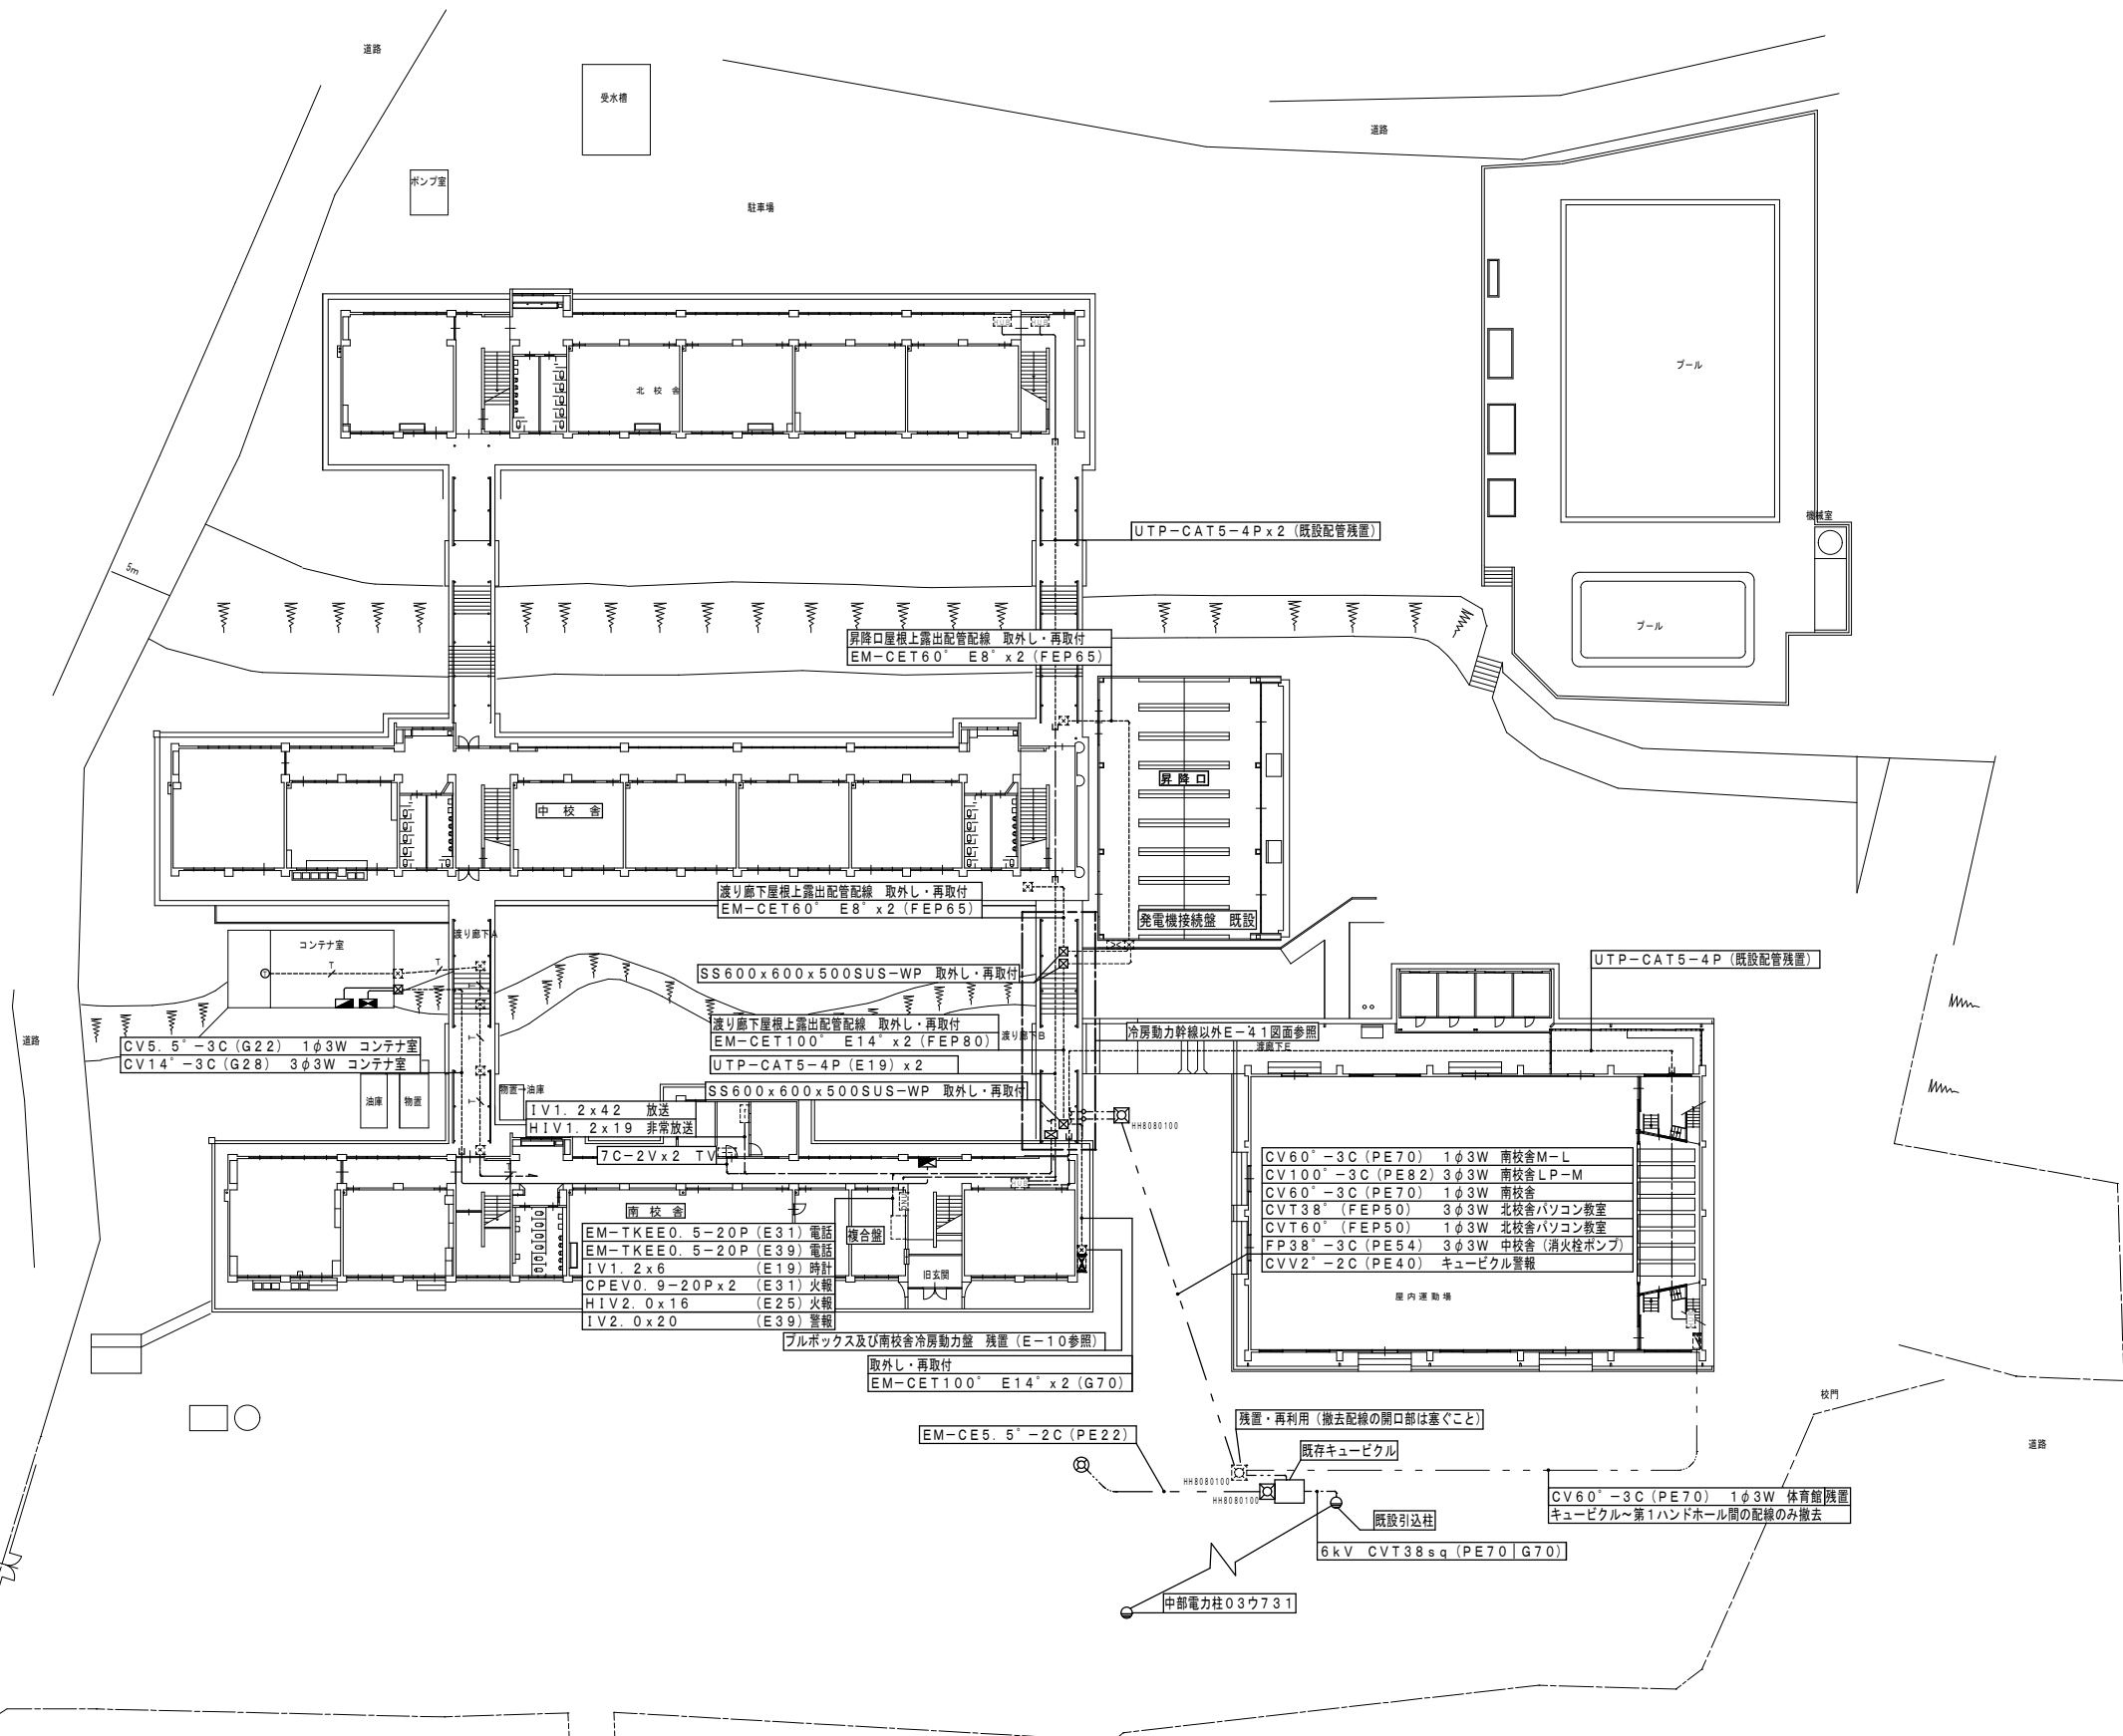 道路
受水槽
道路
ポンプ室
駐車場
プール
北 校 舎
機械室
UTP-CAT5-4Px2(既設配管残置)
5m
プール
昇降口屋根上露出配管配線 取外し・再取付
EM-CET60゜ E8゜x2(FEP65)
昇降口
中 校 舎
渡り廊下屋根上露出配管配線 取外し・再取付
EM-CET60゜ E8゜x2(FEP65)
発電機接続盤 既設
渡り廊下A
コンテナ室
UTP-CAT5-4P(既設配管残置)
SS600x600x500SUS-WP 取外し・再取付
渡り廊下屋根上露出配管配線 取外し・再取付
EM-CET100゜ E14゜x2(FEP80)
渡り廊下B
冷房動力幹線以外E-41図面参照
渡廊下E
道路
CV5.5゜-3C(G22) 1φ3W コンテナ室
CV14゜-3C(G28) 3φ3W コンテナ室
UTP-CAT5-4P(E19)x2
油庫
物置
物置→油庫
SS600x600x500SUS-WP 取外し・再取付
IV1.2x42 放送
HIV1.2x19 非常放送
HH8080100
7C-2Vx2 TV
CV60゜-3C(PE70) 1φ3W 南校舎M-L
CV100゜-3C(PE82)3φ3W 南校舎LP-M
CV60゜-3C(PE70) 1φ3W 南校舎
CVT38゜(FEP50) 3φ3W 北校舎パソコン教室
CVT60゜(FEP50) 1φ3W 北校舎パソコン教室
FP38゜-3C(PE54) 3φ3W 中校舎(消火栓ポンプ)
CVV2゜-2C(PE40) キュービクル警報
南 校 舎
EM-TKEE0.5-20P(E31)電話
EM-TKEE0.5-20P(E39)電話
IV1.2x6 (E19)時計
CPEV0.9-20Px2 (E31)火報
HIV2.0x16 (E25)火報
IV2.0x20 (E39)警報
複合盤
旧玄関
屋内運動場
プルボックス及び南校舎冷房動力盤 残置(E-10参照)
取外し・再取付
EM-CET100゜ E14゜x2(G70)
校門
残置・再利用(撤去配線の開口部は塞ぐこと)
EM-CE5.5゜-2C(PE22)
既存キュービクル
道路
HH8080100
HH8080100
CV60゜-3C(PE70) 1φ3W 体育館残置
キュービクル〜第1ハンドホール間の配線のみ撤去
既設引込柱
6kV CVT38sq(PE70|G70)
中部電力柱03ウ731